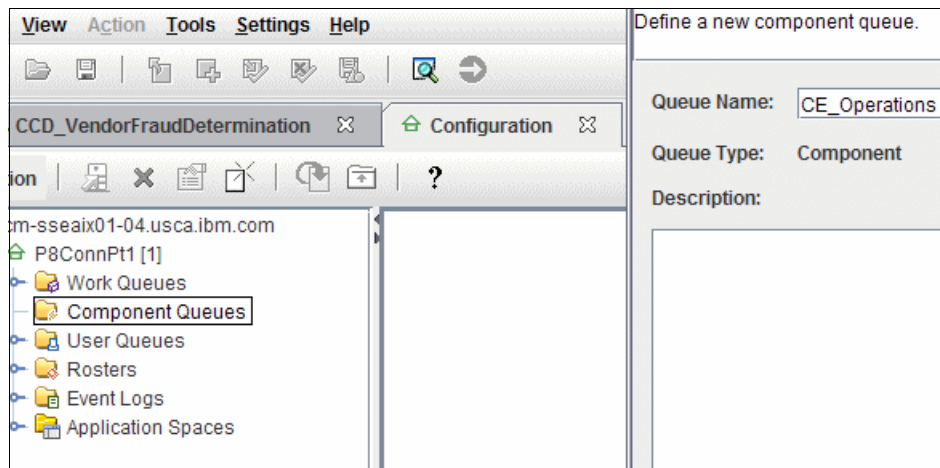 View Action Tools Settings Help
CCD_VendorFraudDetermination
Configuration
ion
?
cm-sseaix01-04.usca.ibm.com
P8ConnPt1 [1]
Work Queues
Component Queues
User Queues
Rosters
Event Logs
Application Spaces
Define a new component queue.
Queue Name: CE_Operations
Queue Type: Component
Description: